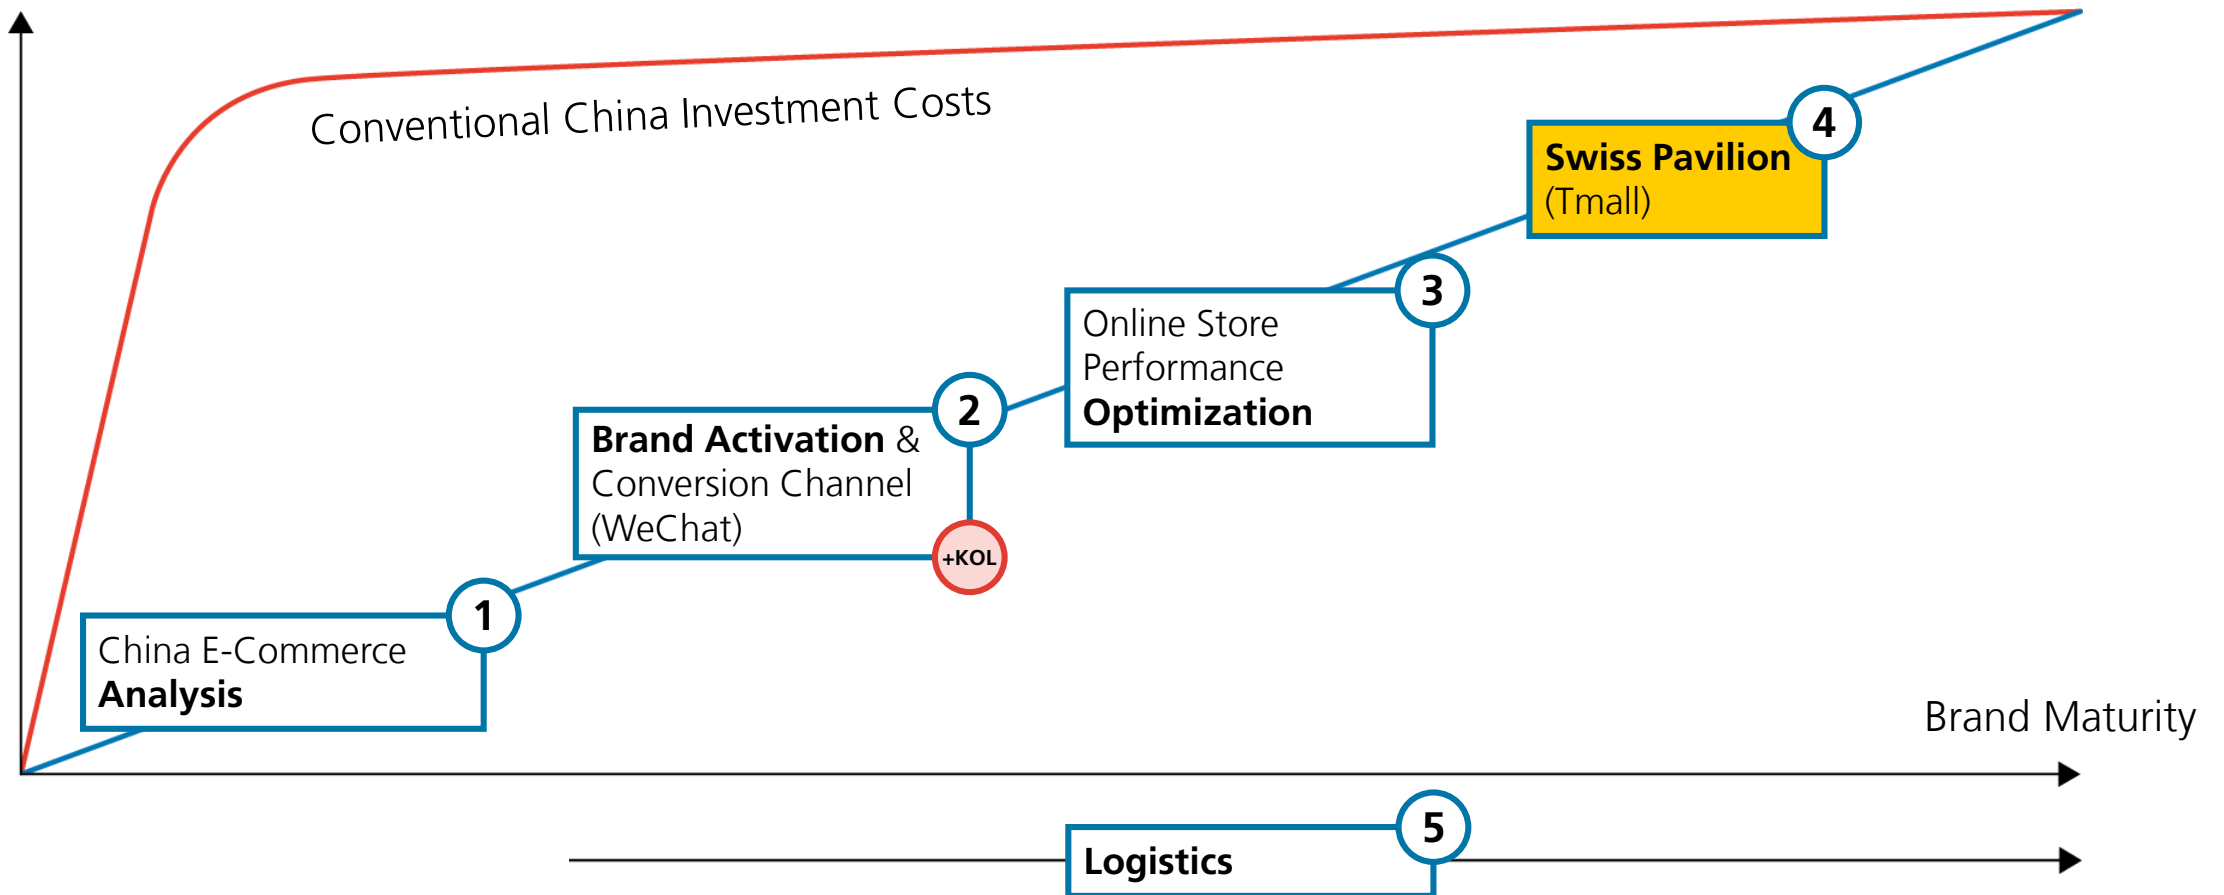 Conventional China Investment Costs
4
Swiss Pavilion
(Tmall)
3
Online Store
Performance
Optimization
2
Brand Activation &
Conversion Channel
(WeChat)
+KOL
1
China E-Commerce
Analysis
Brand Maturity
5
Logistics